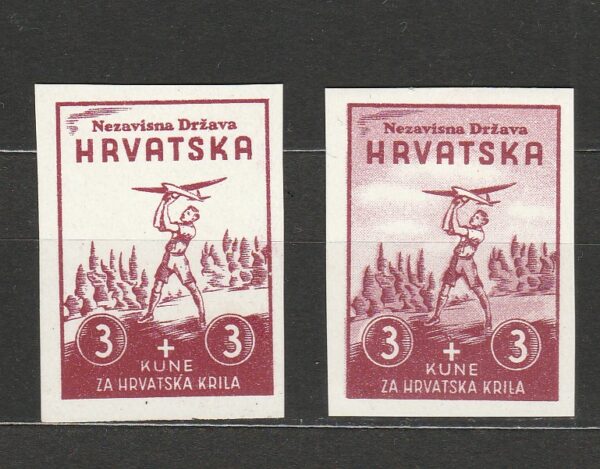 Nezavisna Država
HRVATSKA
3 + 3
KUNE
ZA HRVATSKA KRILA
Nezavisna Država
HRVATSKA
3 + 3
KUNE
ZA HRVATSKA KRILA